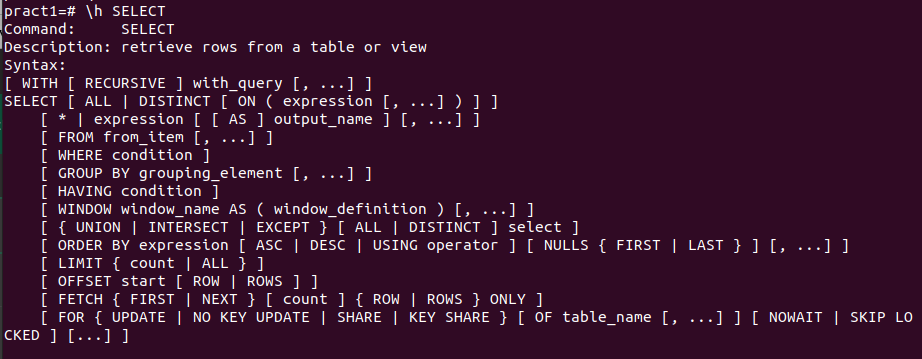 pract1=# \h SELECT
Command:     SELECT
Description: retrieve rows from a table or view
Syntax:
[ WITH [ RECURSIVE ] with_query [, ...] ]
SELECT [ ALL | DISTINCT [ ON ( expression [, ...] ) ] ]
    [ * | expression [ [ AS ] output_name ] [, ...] ]
    [ FROM from_item [, ...] ]
    [ WHERE condition ]
    [ GROUP BY grouping_element [, ...] ]
    [ HAVING condition ]
    [ WINDOW window_name AS ( window_definition ) [, ...] ]
    [ { UNION | INTERSECT | EXCEPT } [ ALL | DISTINCT ] select ]
    [ ORDER BY expression [ ASC | DESC | USING operator ] [ NULLS { FIRST | LAST } ] [, ...] ]
    [ LIMIT { count | ALL } ]
    [ OFFSET start [ ROW | ROWS ] ]
    [ FETCH { FIRST | NEXT } [ count ] { ROW | ROWS } ONLY ]
    [ FOR { UPDATE | NO KEY UPDATE | SHARE | KEY SHARE } [ OF table_name [, ...] ] [ NOWAIT | SKIP LO
CKED ] [...] ]